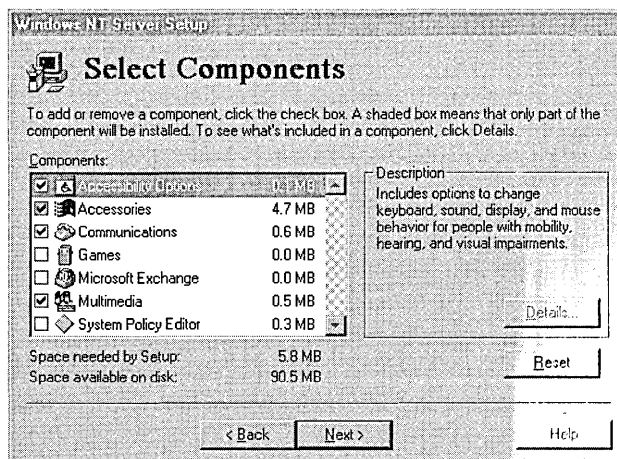 Windows NT Server Setup
Select Components
To add or remove a component, click the check box. A shaded box means that only part of the
component will be installed. To see what's included in a component, click Details.
Components:
Accessibility Options 0.1 MB
Accessories 4.7 MB
Communications 0.6 MB
Games 0.0 MB
Microsoft Exchange 0.0 MB
Multimedia 0.5 MB
System Policy Editor 0.3 MB
Description
Includes options to change
keyboard, sound, display, and mouse
behavior for people with mobility,
hearing, and visual impairments.
Details...
Space needed by Setup: 5.8 MB
Space available on disk: 90.5 MB
Reset
< Back
Next >
Help